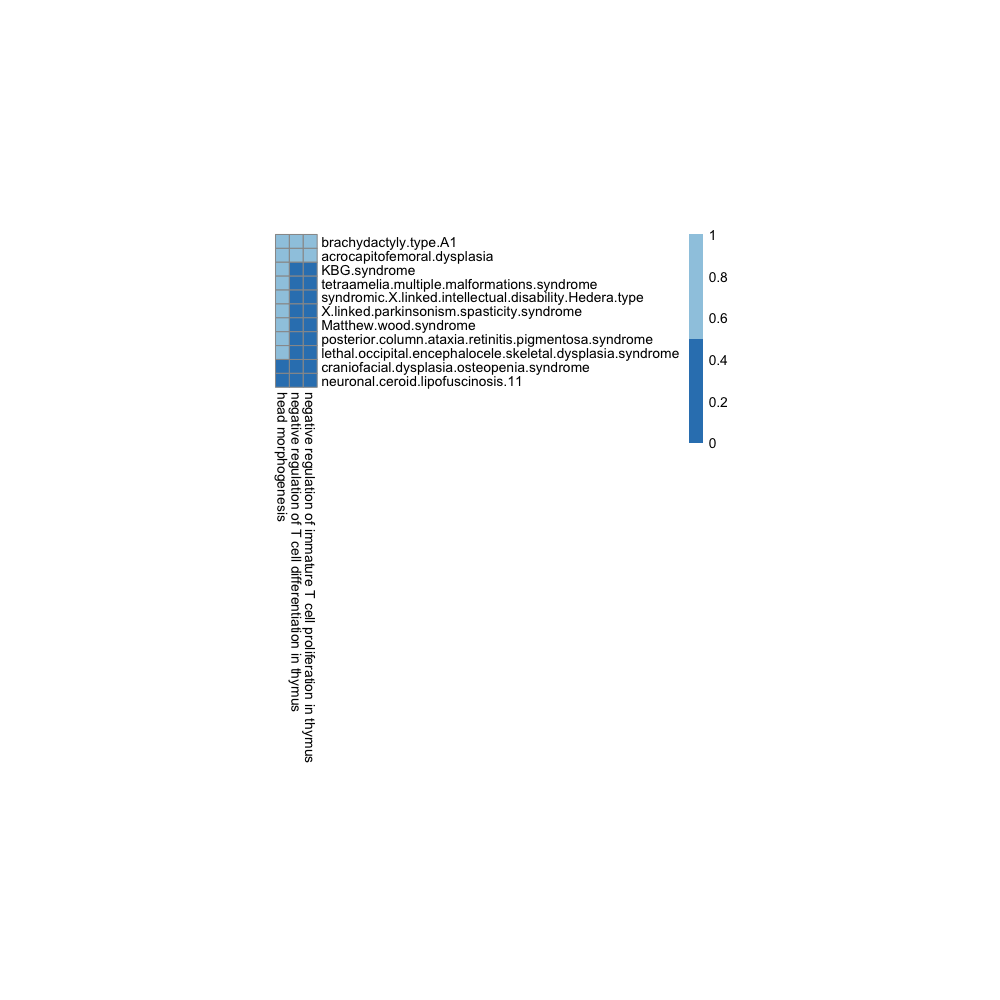 brachydactyly.type.A1
acrocapitofemoral.dysplasia
KBG.syndrome
tetraamelia.multiple.malformations.syndrome
syndromic.X.linked.intellectual.disability.Hedera.type
X.linked.parkinsonism.spasticity.syndrome
Matthew.wood.syndrome
posterior.column.ataxia.retinitis.pigmentosa.syndrome
lethal.occipital.encephalocele.skeletal.dysplasia.syndrome
craniofacial.dysplasia.osteopenia.syndrome
neuronal.ceroid.lipofuscinosis.11
head morphogenesis
negative regulation of T cell differentiation in thymus
negative regulation of immature T cell proliferation in thymus
1
0.8
0.6
0.4
0.2
0